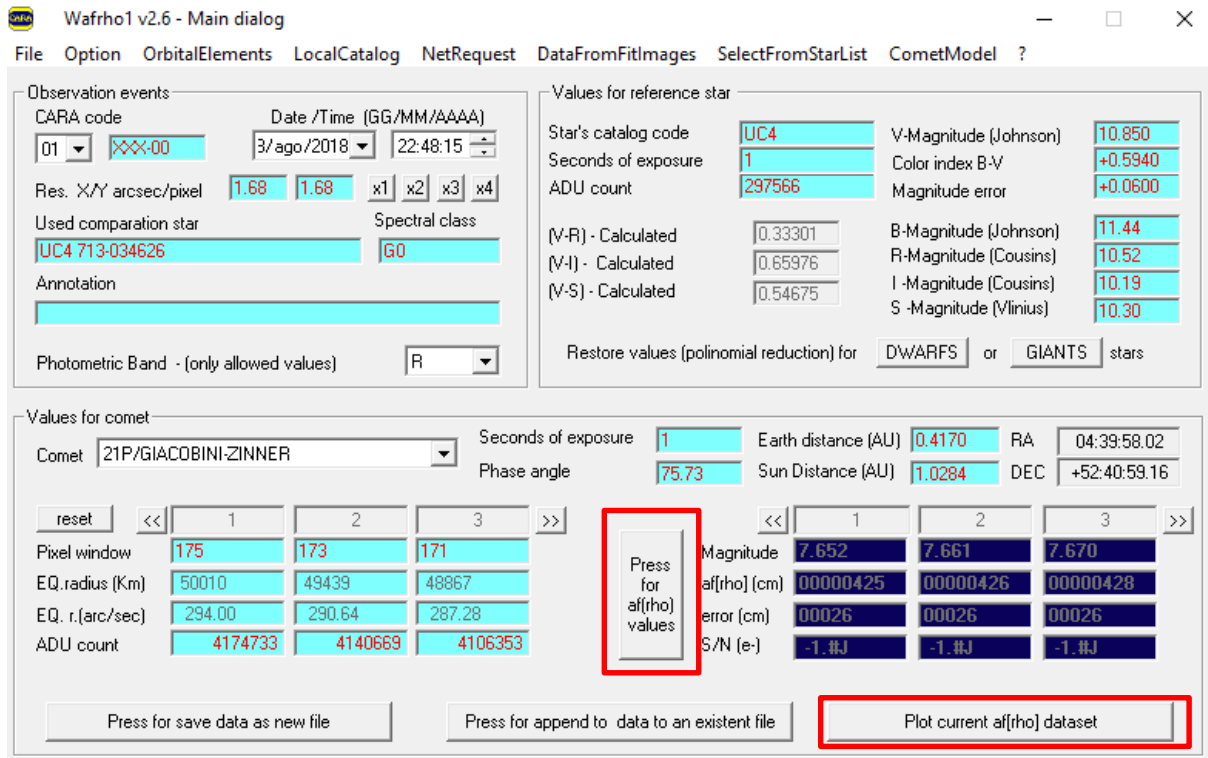 CARA Wafrho1 v2.6 - Main dialog
File Option OrbitalElements LocalCatalog NetRequest DataFromFitImages SelectFromStarList CometModel ?
Observation events
CARA code Date /Time (GG/MM/AAAA)
01 XXX-00 3/ago/2018 22:48:15
Res. X/Y arcsec/pixel 1.68 1.68 x1 x2 x3 x4
Used comparation star Spectral class
UC4 713-034626 G0
Annotation
Photometric Band - (only allowed values) R
Values for reference star
Star's catalog code UC4 V-Magnitude (Johnson) 10.850
Seconds of exposure 1 Color index B-V +0.5940
ADU count 297566 Magnitude error +0.0600
(V-R) - Calculated 0.33301 B-Magnitude (Johnson) 11.44
(V-I) - Calculated 0.65976 R-Magnitude (Cousins) 10.52
(V-S) - Calculated 0.54675 I -Magnitude (Cousins) 10.19
S -Magnitude (Vlinius) 10.30
Restore values (polinomial reduction) for DWARFS or GIANTS stars
Values for comet
Comet 21P/GIACOBINI-ZINNER Seconds of exposure 1 Earth distance (AU) 0.4170 RA 04:39:58.02
Phase angle 75.73 Sun Distance (AU) 1.0284 DEC +52:40:59.16
reset << 1 2 3 >> << 1 2 3 >>
Pixel window 175 173 171
EQ.radius (Km) 50010 49439 48867
EQ. r.(arc/sec) 294.00 290.64 287.28
ADU count 4174733 4140669 4106353
Press
for
af[rho]
values
Magnitude 7.652 7.661 7.670
af[rho] (cm) 00000425 00000426 00000428
error (cm) 00026 00026 00026
S/N (e-) -1.#J -1.#J -1.#J
Press for save data as new file Press for append to data to an existent file Plot current af[rho] dataset